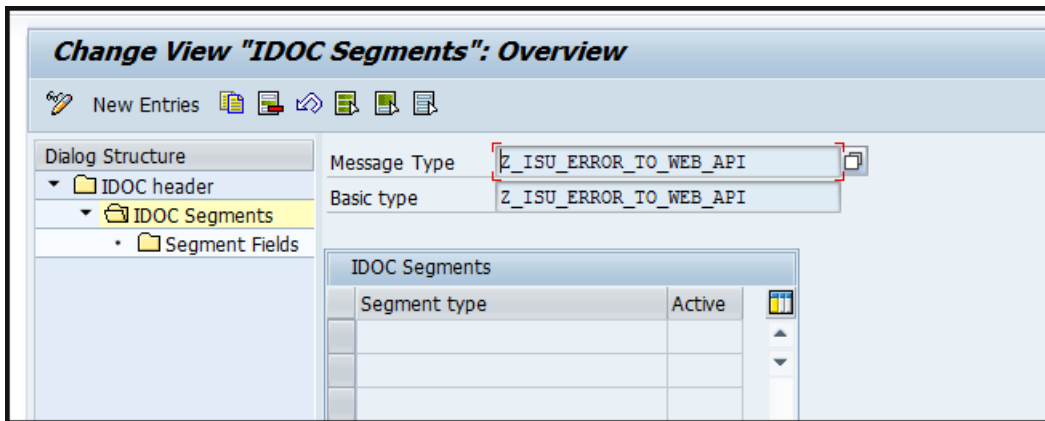 Change View "IDOC Segments": Overview
New Entries
Dialog Structure
IDOC header
IDOC Segments
Segment Fields
Message Type Z_ISU_ERROR_TO_WEB_API
Basic type Z_ISU_ERROR_TO_WEB_API
IDOC Segments
Segment type Active